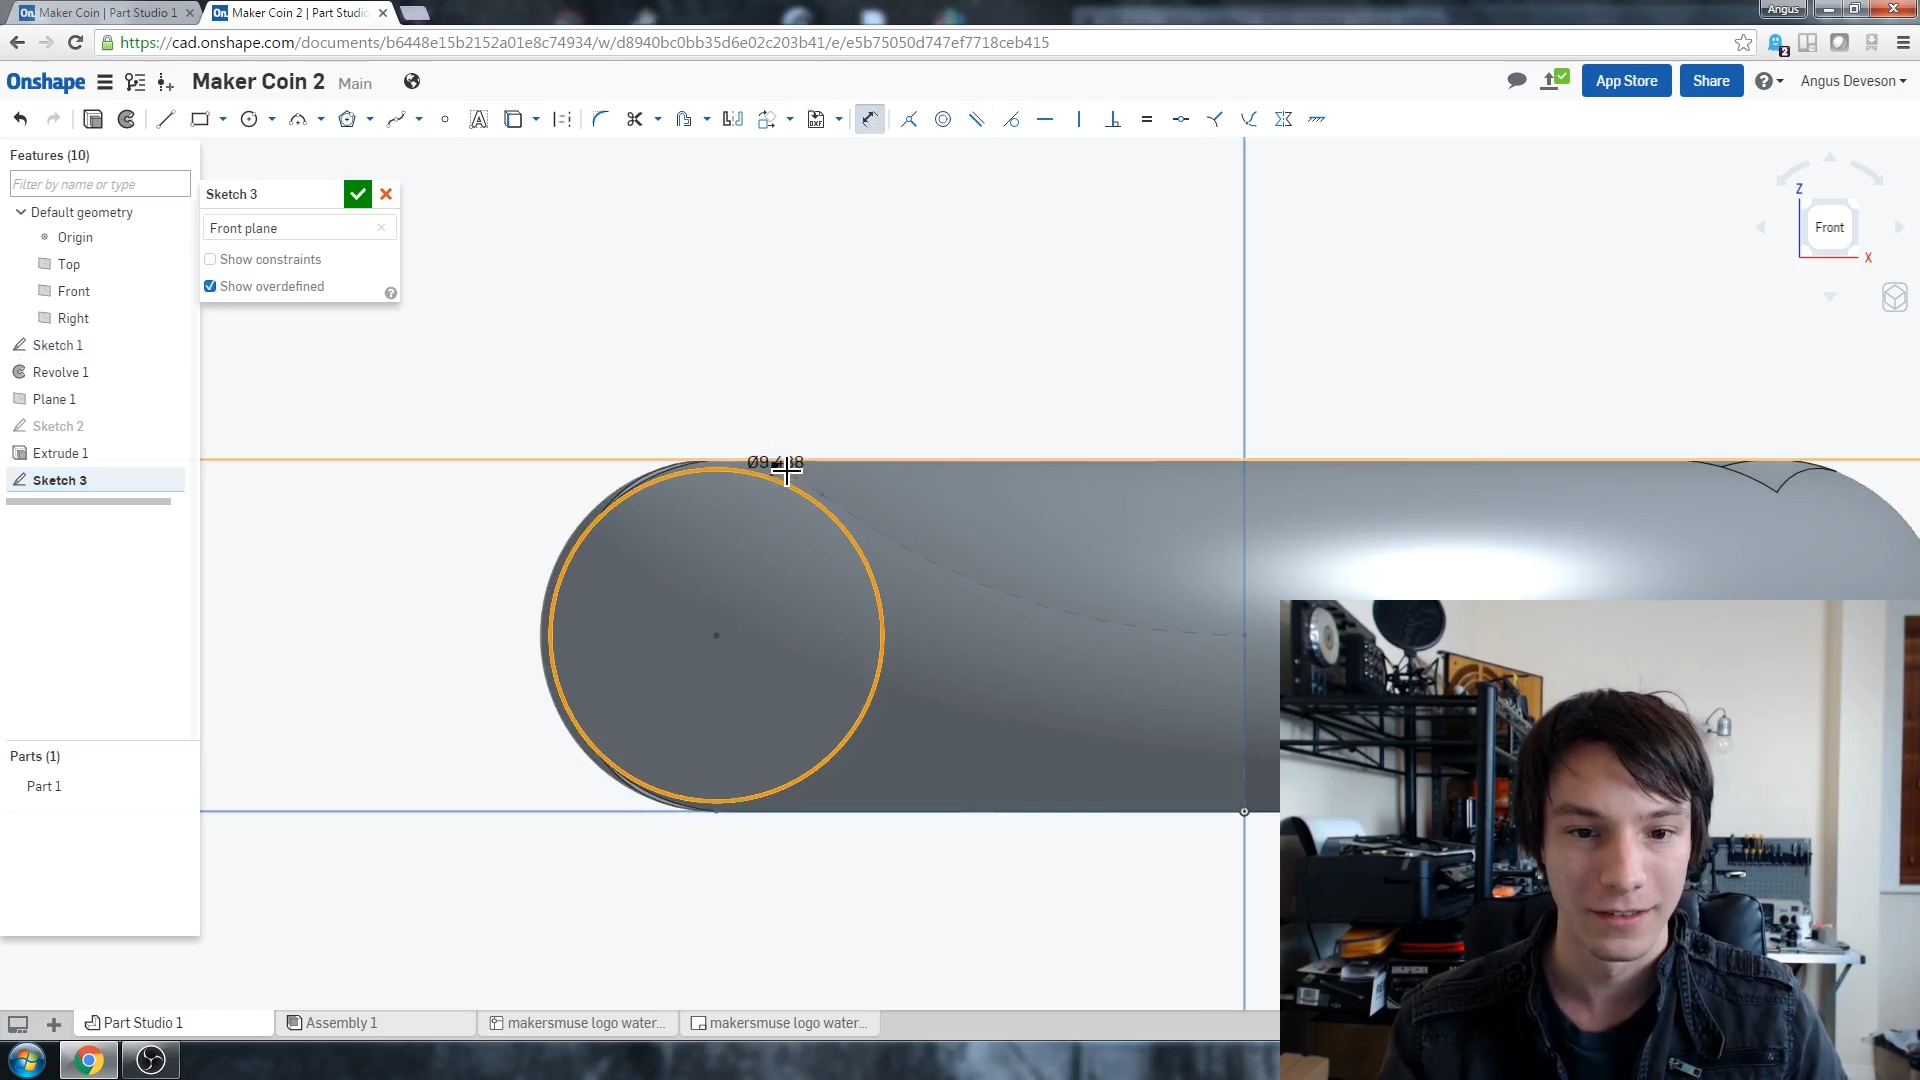 Maker Coin | Part Studio 1
Maker Coin 2 | Part Studi
Angus
https://cad.onshape.com/documents/b6448e15b2152a01e8c74934/w/d8940bc0bb35d6e02c203b41/e/e5b75050d747ef7718ceb415
2
Onshape
Maker Coin 2
Main
App Store
Share
Angus Deveson
Features (10)
Filter by name or type
Default geometry
Origin
Top
Front
Right
Sketch 1
Revolve 1
Plane 1
Sketch 2
Extrude 1
Sketch 3
Sketch 3
Front plane
Show constraints
Show overdefined
Z
Front
X
Parts (1)
Part 1
Part Studio 1
Assembly 1
makersmuse logo water...
makersmuse logo water...